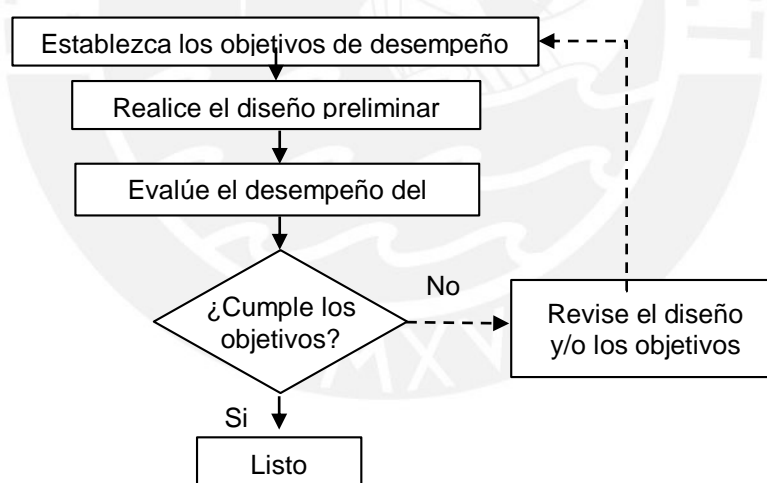 Establezca los objetivos de desempeño
Realice el diseño preliminar
Evalúe el desempeño del
¿Cumple los
objetivos?
No
Revise el diseño
y/o los objetivos
Si
Listo